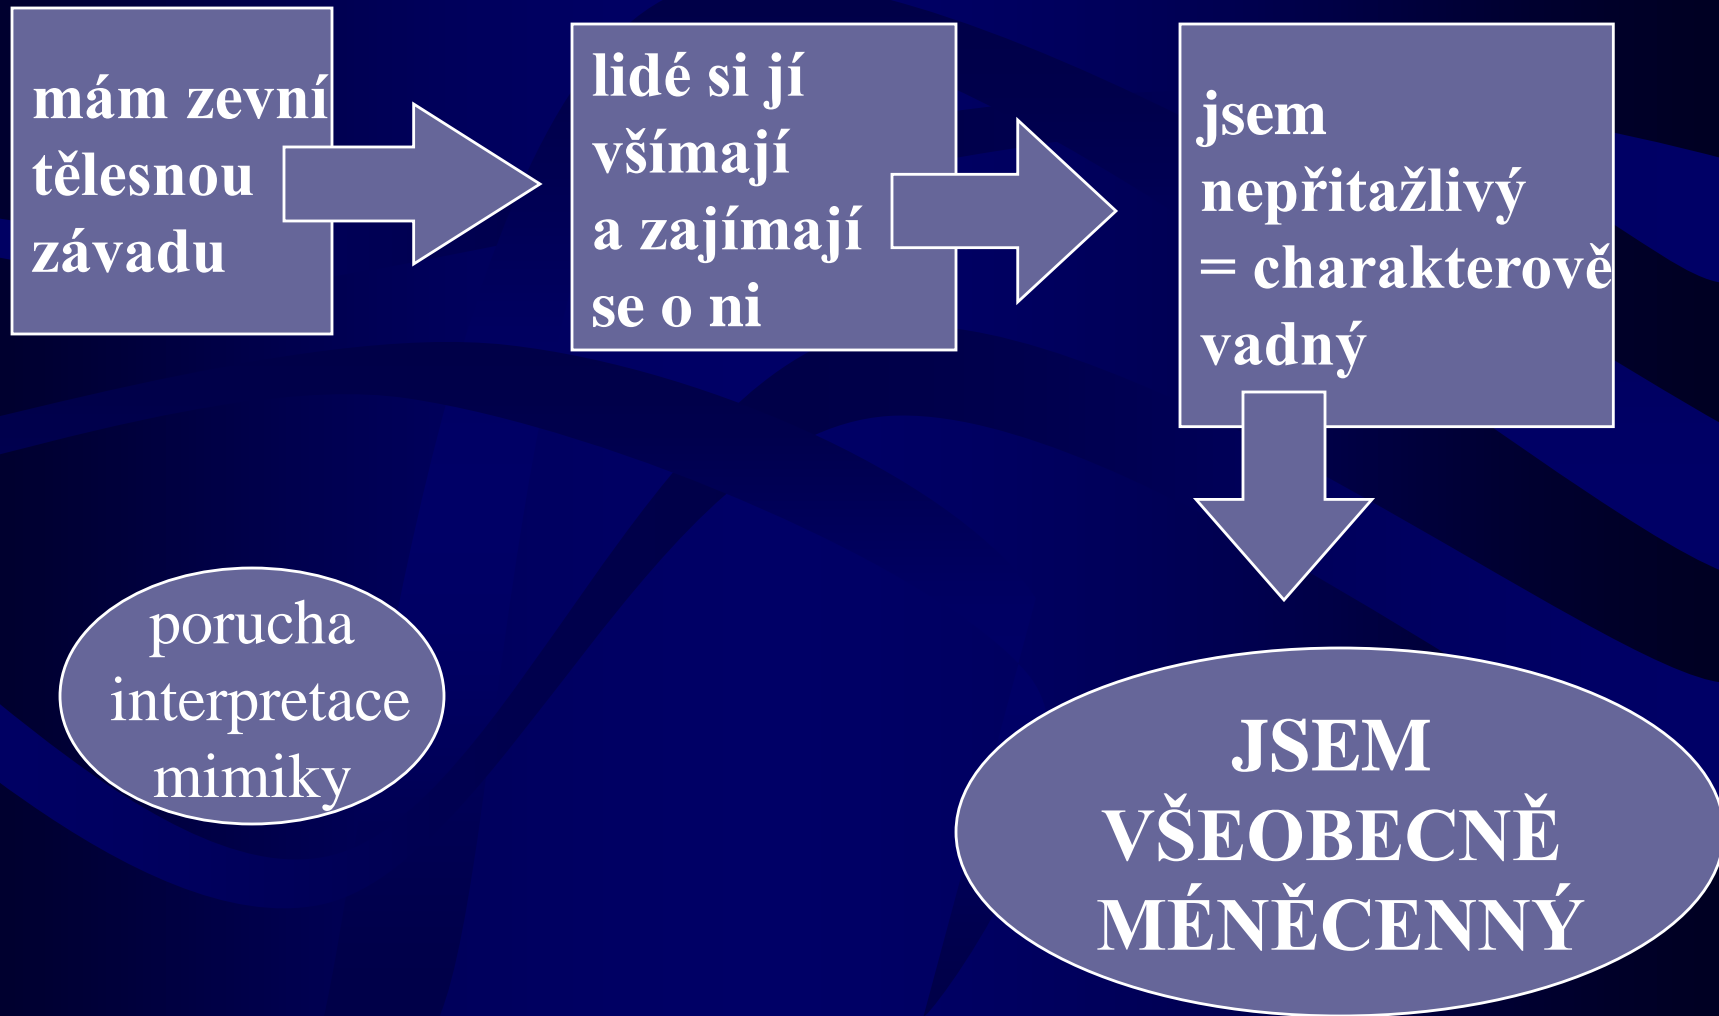 mám zevní
tělesnou
závadu
lidé si jí
všímají
a zajímají
se o ni
jsem
nepřitažlivý
= charakterově
vadný
porucha
interpretace
mimiky
JSEM
VŠEOBECNĚ
MÉNĚCENNÝ